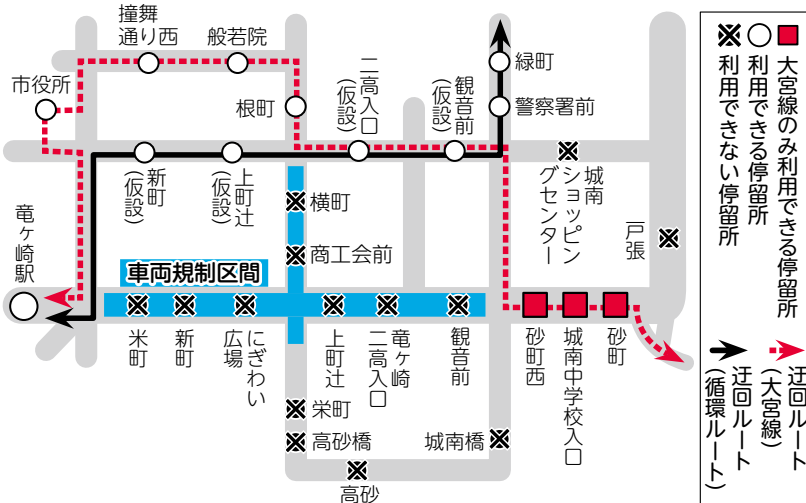 撞舞
通り西
般若院
市役所
根町
二高入口
(仮設)
観音前
(仮設)
緑町
警察署前
新町
(仮設)
上町辻
(仮設)
城南
ショッピン
グセンター
戸張
横町
商工会前
竜ヶ崎駅
車両規制区間
米町
新町
にぎわい
広場
上町辻
竜ヶ崎
二高入口
観音前
砂町西
城南中学校入口
砂町
栄町
高砂橋
高砂
城南橋
大宮線のみ利用できる停留所
利用できる停留所
利用できない停留所
迂回ルート
(大宮線)
迂回ルート
(循環ルート)